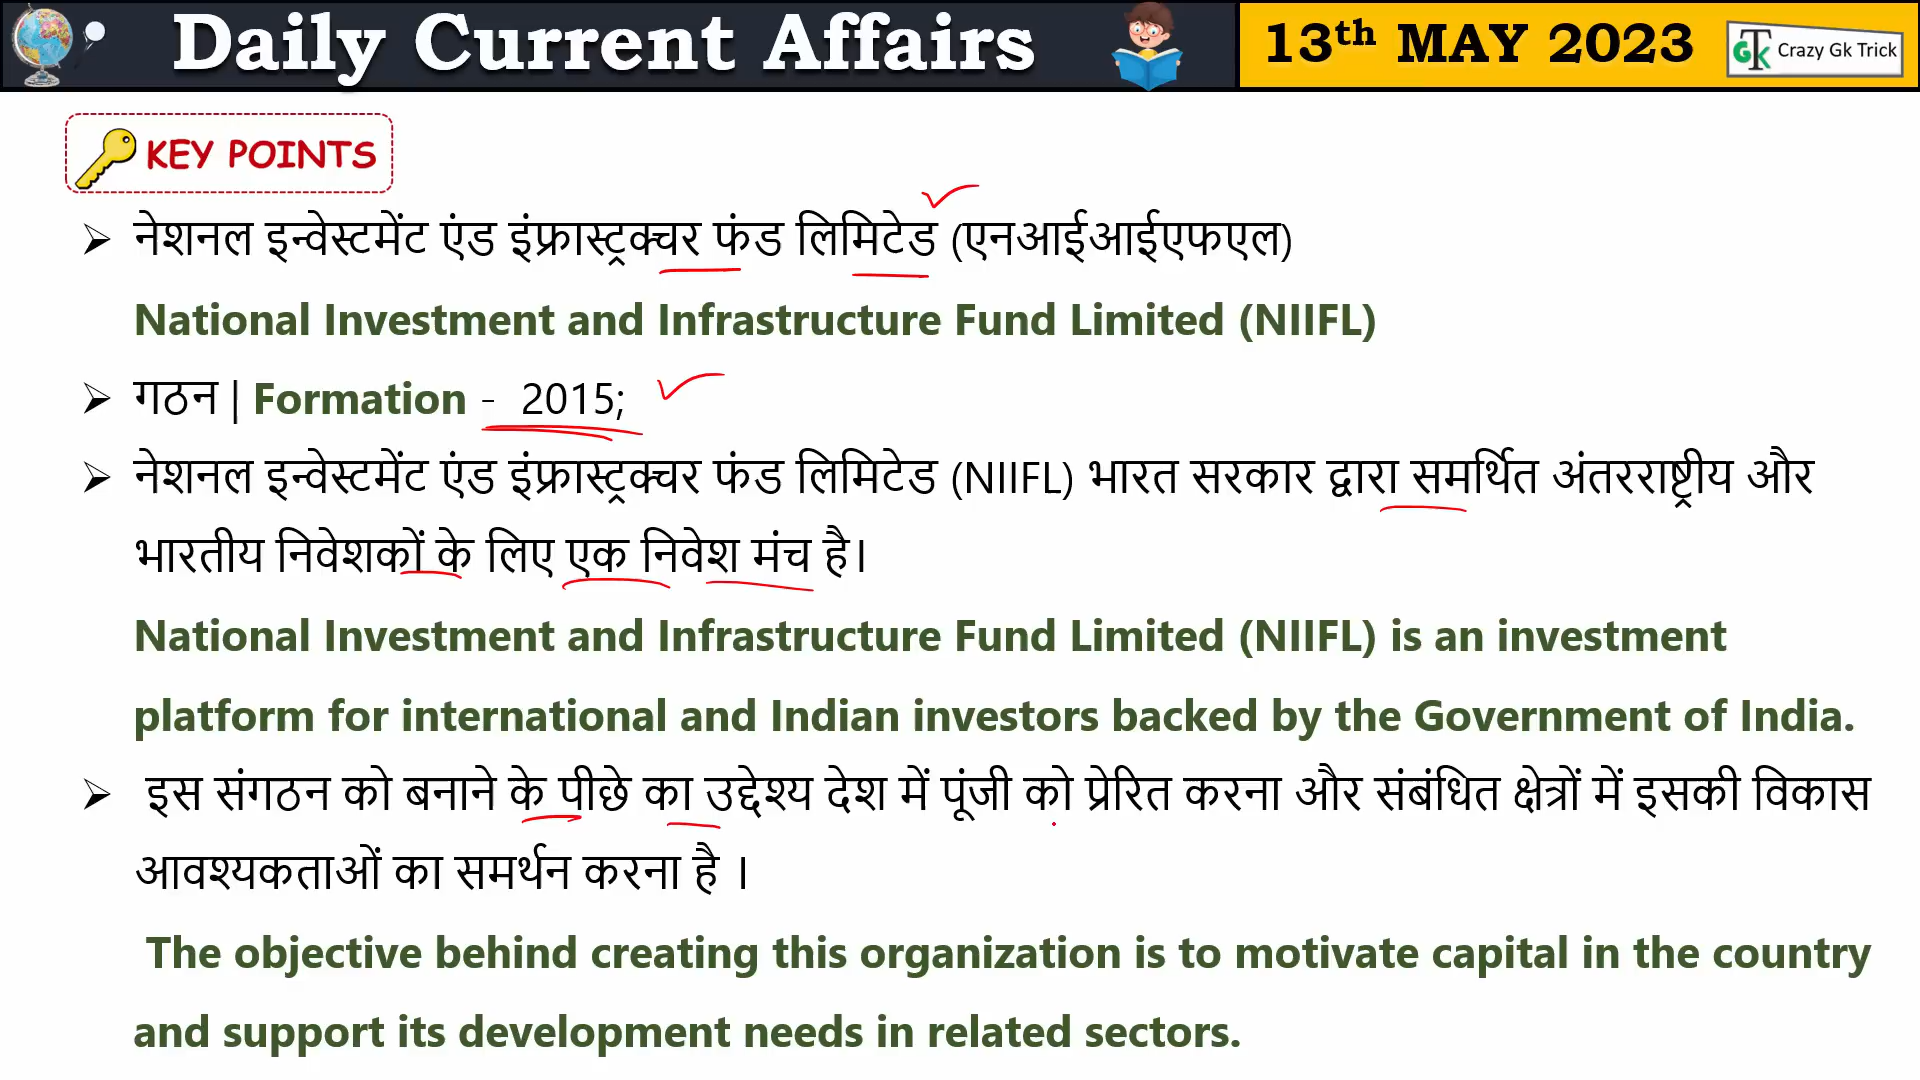 Daily Current Affairs
13th MAY 2023
GTK Crazy Gk Trick
KEY POINTS
➢ नेशनल इन्वेस्टमेंट एंड इंफ्रास्ट्रक्चर फंड लिमिटेड (एनआईआईएफएल)
National Investment and Infrastructure Fund Limited (NIIFL)
➢ गठन | Formation - 2015;
➢ नेशनल इन्वेस्टमेंट एंड इंफ्रास्ट्रक्चर फंड लिमिटेड (NIIFL) भारत सरकार द्वारा समर्थित अंतरराष्ट्रीय और
भारतीय निवेशकों के लिए एक निवेश मंच है।
National Investment and Infrastructure Fund Limited (NIIFL) is an investment
platform for international and Indian investors backed by the Government of India.
➢ इस संगठन को बनाने के पीछे का उद्देश्य देश में पूंजी को प्रेरित करना और संबंधित क्षेत्रों में इसकी विकास
आवश्यकताओं का समर्थन करना है ।
The objective behind creating this organization is to motivate capital in the country
and support its development needs in related sectors.